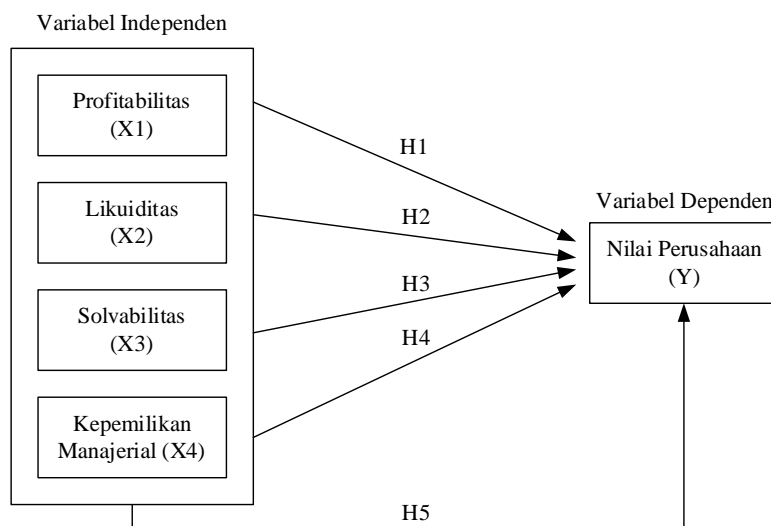 Variabel Independen
Profitabilitas
(X1)
Likuiditas
(X2)
Solvabilitas
(X3)
Kepemilikan
Manajerial (X4)
H1
H2
H3
H4
H5
Variabel Dependen
Nilai Perusahaan
(Y)